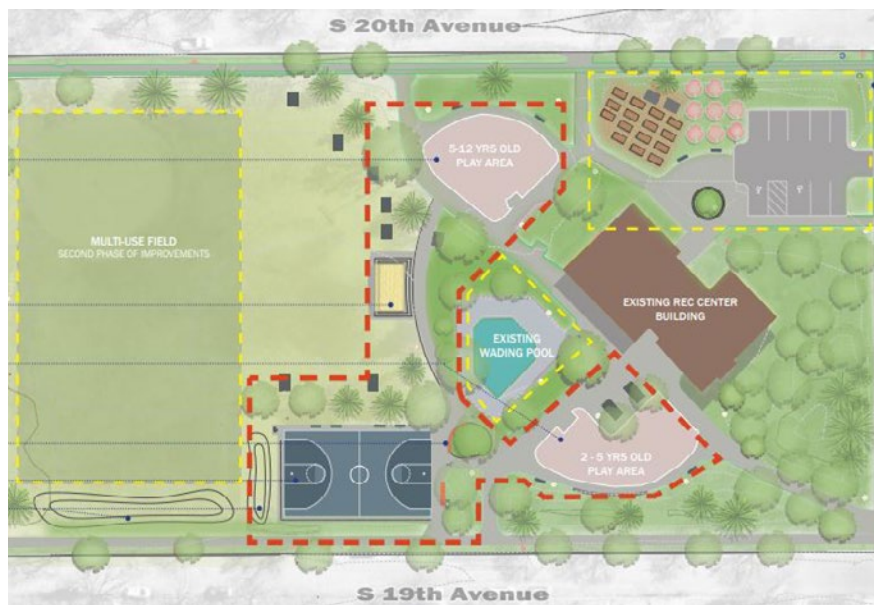 S 20th Avenue
5-12 YRS OLD
PLAY AREA
MULTI-USE FIELD
SECOND PHASE OF IMPROVEMENTS
EXISTING REC CENTER
BUILDING
EXISTING
WADING POOL
2 - 5 YRS OLD
PLAY AREA
S 19th Avenue